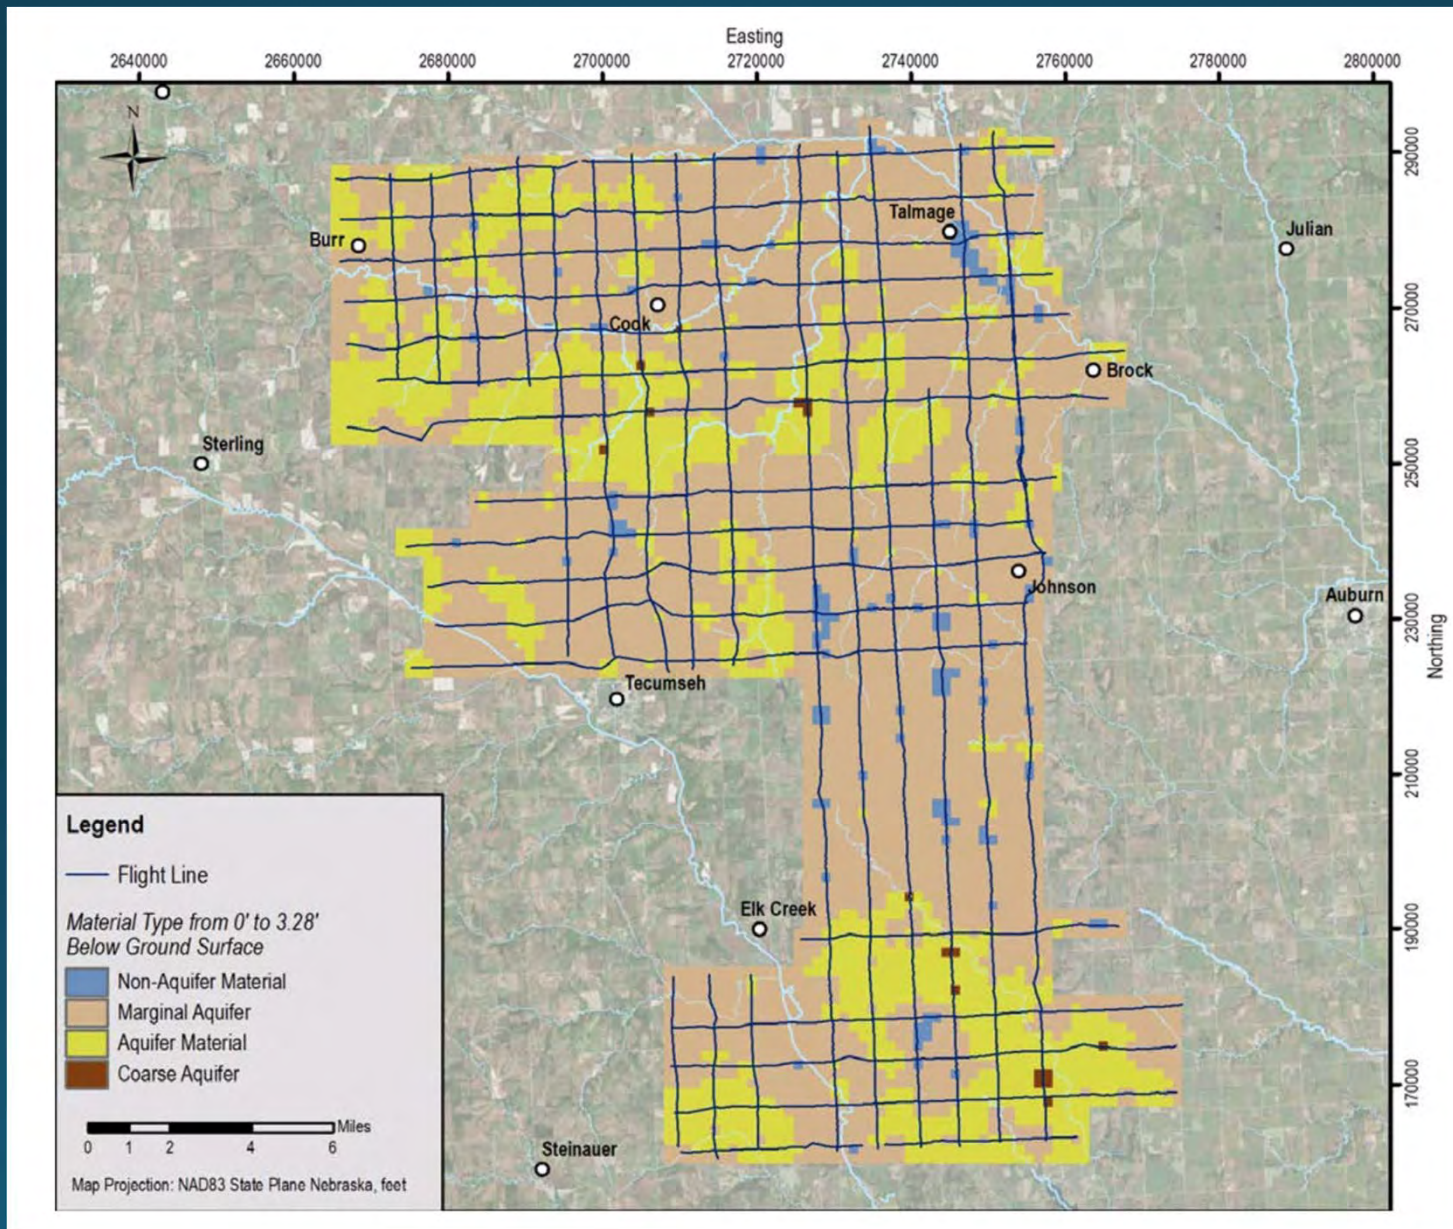 Easting
2640000 2660000 2680000 2700000 2720000 2740000 2760000 2780000 2800000
N
290000
Talmage
Julian
Burr
270000
Cook
Brock
Sterling
250000
Johnson
Auburn
230000
Northing
Tecumseh
210000
Elk Creek
190000
170000
Steinauer
Legend
Flight Line
Material Type from 0' to 3.28'
Below Ground Surface
Non-Aquifer Material
Marginal Aquifer
Aquifer Material
Coarse Aquifer
Miles
0 1 2 4 6
Map Projection: NAD83 State Plane Nebraska, feet